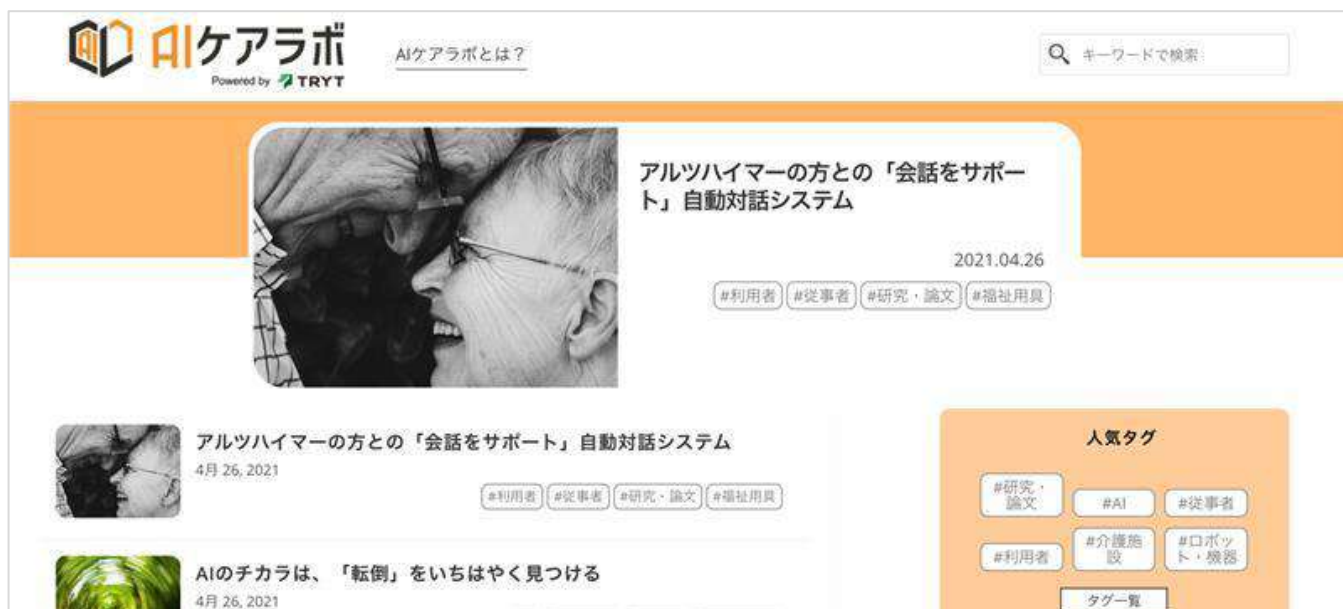 AIケアラボ
Powered by TRYT
AIケアラボとは？
キーワードで検索
アルツハイマーの方との「会話をサポー
ト」自動対話システム
2021.04.26
#利用者 #従事者 #研究・論文 #福祉用具
アルツハイマーの方との「会話をサポート」自動対話システム
4月 26, 2021
#利用者 #従事者 #研究・論文 #福祉用具
AIのチカラは、「転倒」をいちはやく見つける
4月 26, 2021
人気タグ
#研究・
論文
#AI
#従事者
#利用者
#介護施
設
#ロボッ
ト・機器
タグ一覧